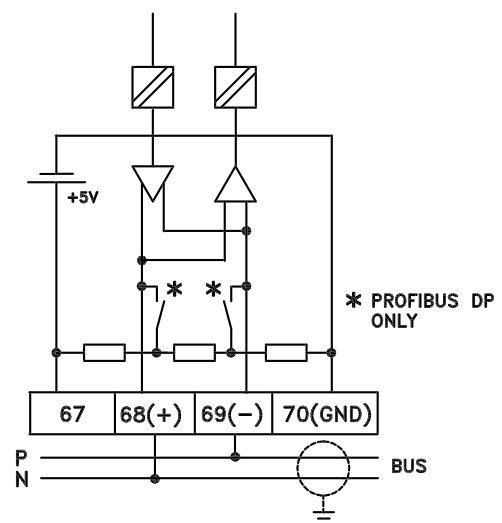 +5V
* *
* PROFIBUS DP
ONLY
67 68(+) 69(-) 70(GND)
P
N
BUS